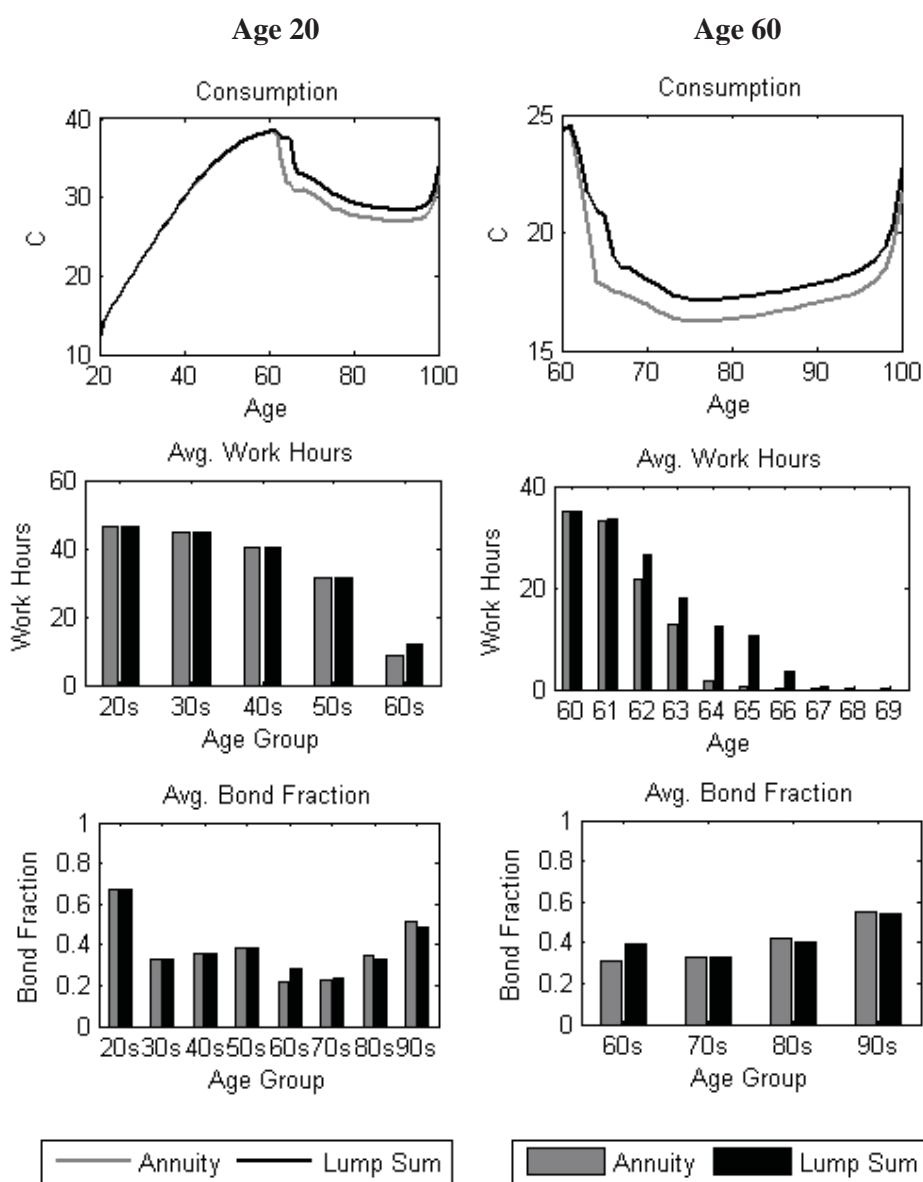 Age 20
Age 60
Consumption
40
30
20
10
C
20 40 60 80 100
Age
Consumption
25
20
15
C
60 70 80 90 100
Age
Avg. Work Hours
60
40
20
0
Work Hours
20s 30s 40s 50s 60s
Age Group
Avg. Work Hours
40
20
0
Work Hours
60 61 62 63 64 65 66 67 68 69
Age
Avg. Bond Fraction
1
0.8
0.6
0.4
0.2
0
Bond Fraction
20s 30s 40s 50s 60s 70s 80s 90s
Age Group
Avg. Bond Fraction
1
0.8
0.6
0.4
0.2
0
Bond Fraction
60s 70s 80s 90s
Age Group
Annuity Lump Sum
Annuity Lump Sum